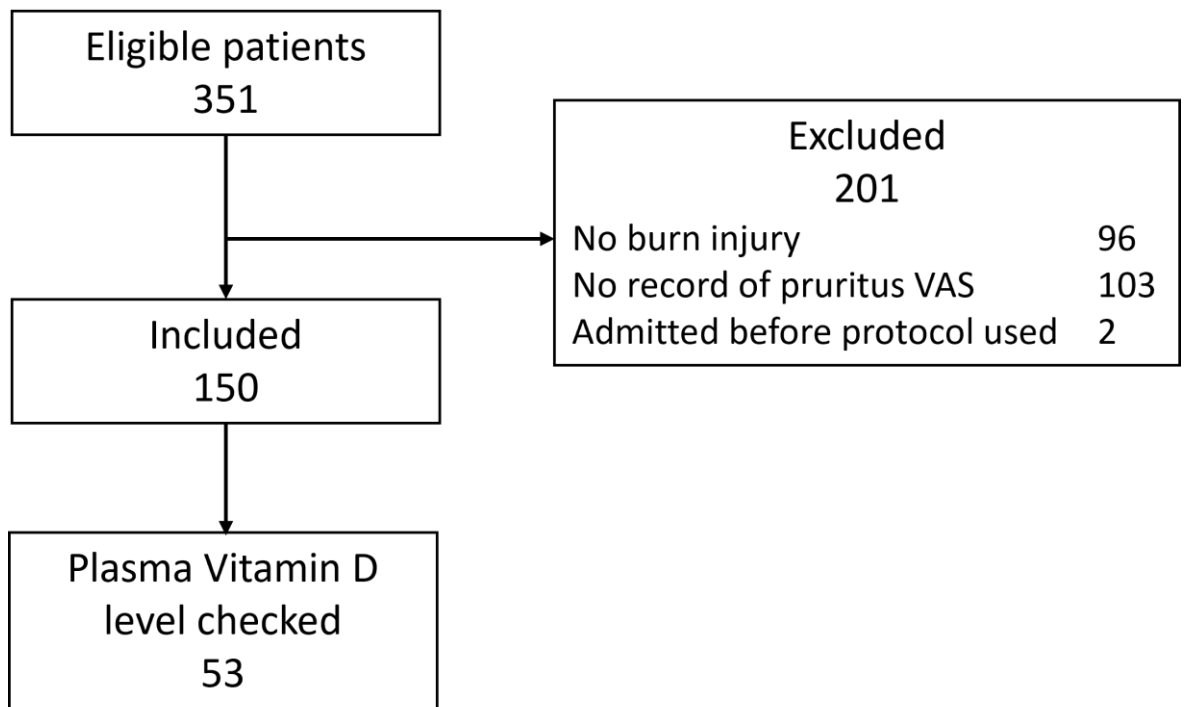 Eligible patients
351
Excluded
201
No burn injury 96
No record of pruritus VAS 103
Admitted before protocol used 2
Included
150
Plasma Vitamin D
level checked
53